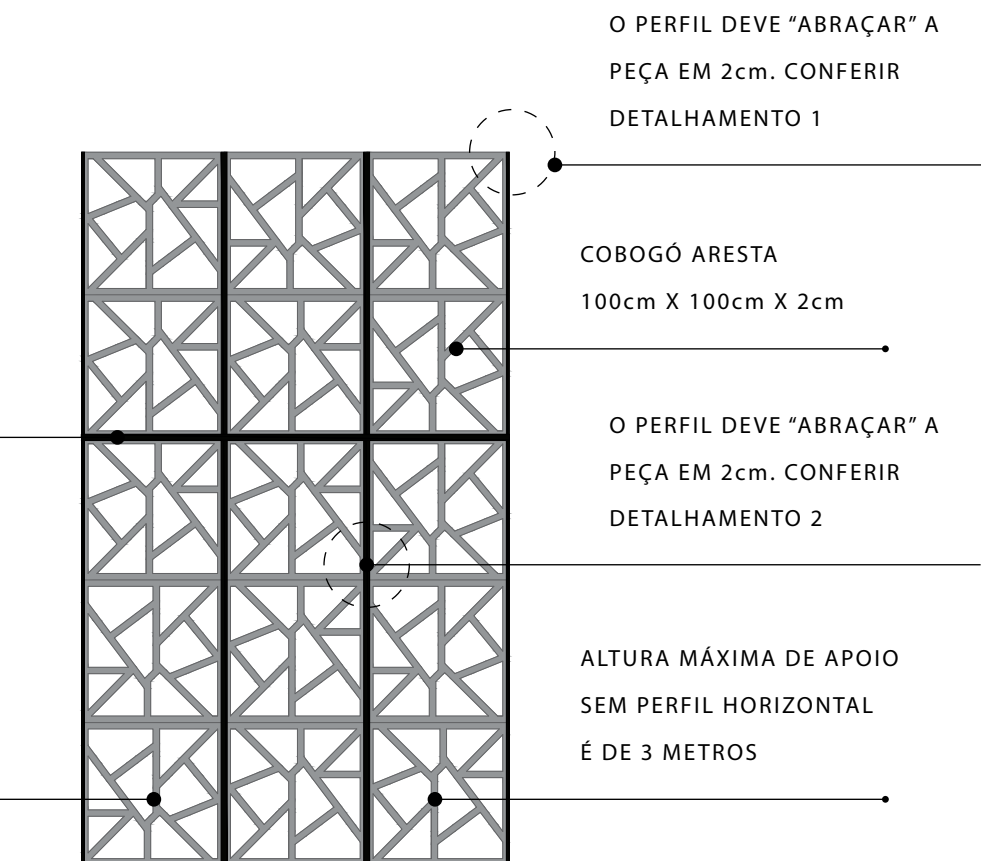 O PERFIL DEVE “ABRAÇAR” A
PEÇA EM 2cm. CONFERIR
DETALHAMENTO 1
COBOGÓ ARESTA
100cm X 100cm X 2cm
O PERFIL DEVE “ABRAÇAR” A
PEÇA EM 2cm. CONFERIR
DETALHAMENTO 2
ALTURA MÁXIMA DE APOIO
SEM PERFIL HORIZONTAL
É DE 3 METROS